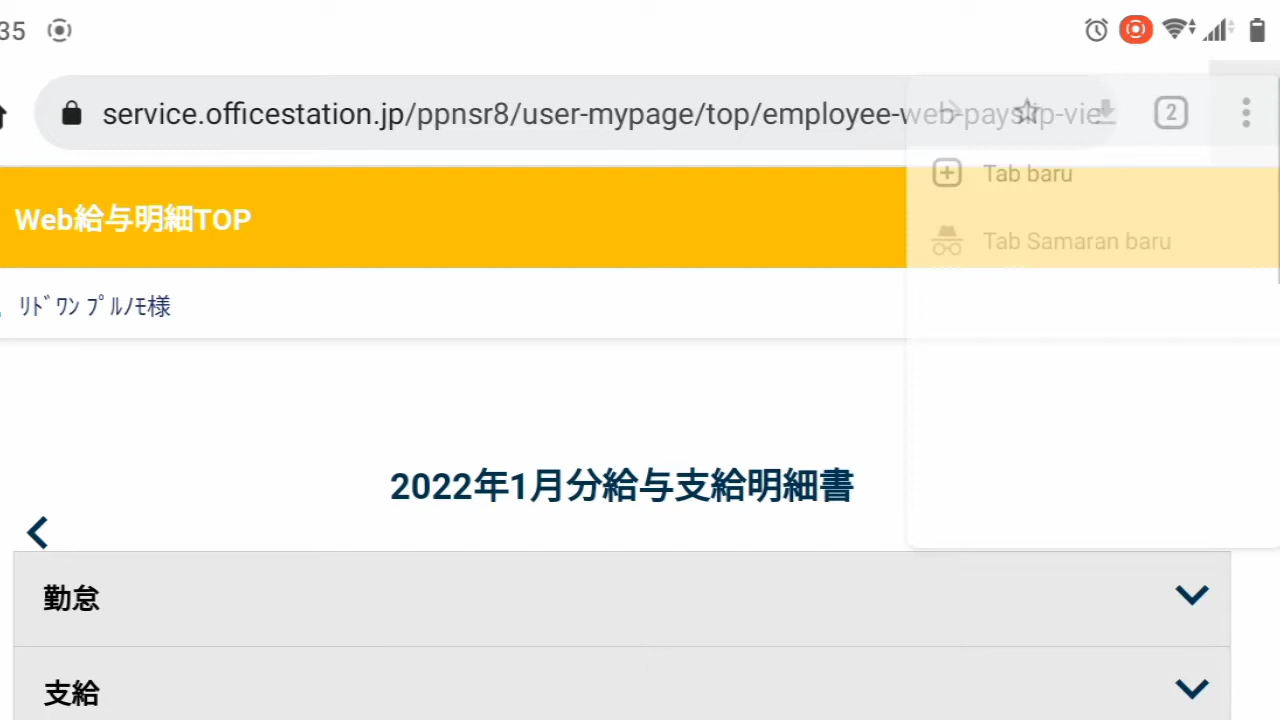 35
service.officestation.jp/ppnsr8/user-mypage/top/employee-web-payslip-vie
2
Tab baru
Web給与明細TOP
Tab Samaran baru
ﾘﾄﾞﾜﾝ ﾌﾟﾙﾉﾓ様
2022年1月分給与支給明細書
勤怠
支給